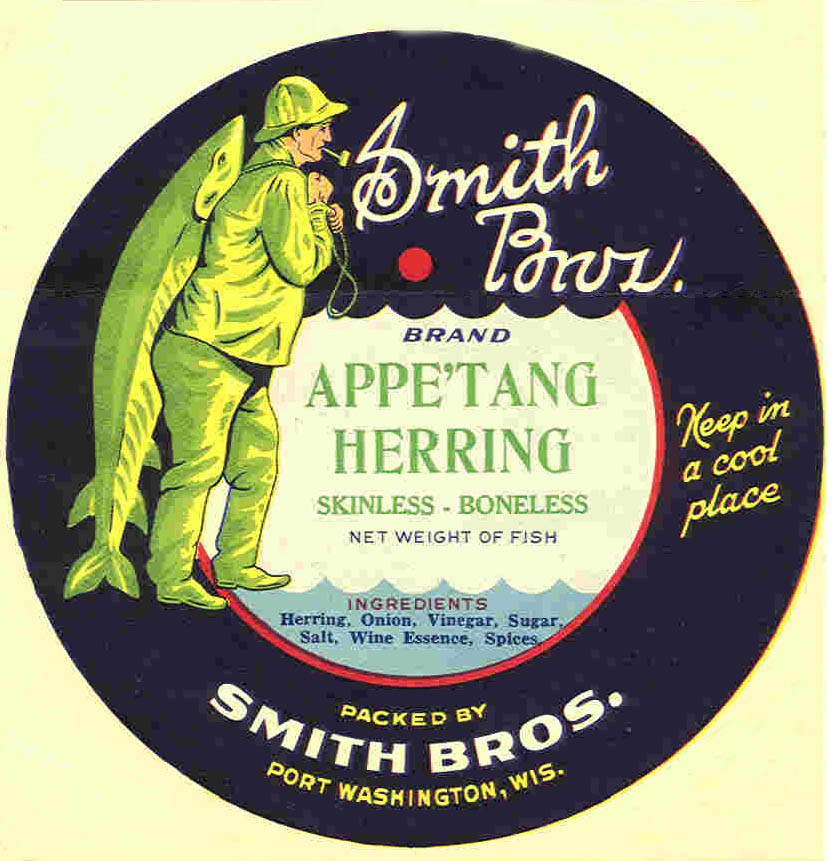 Smith
Bros.
BRAND
APPE'TANG
HERRING
SKINLESS - BONELESS
NET WEIGHT OF FISH
Keep in
a cool
place
INGREDIENTS
Herring, Onion, Vinegar, Sugar,
Salt, Wine Essence, Spices
PACKED BY
SMITH BROS.
PORT WASHINGTON, WIS.